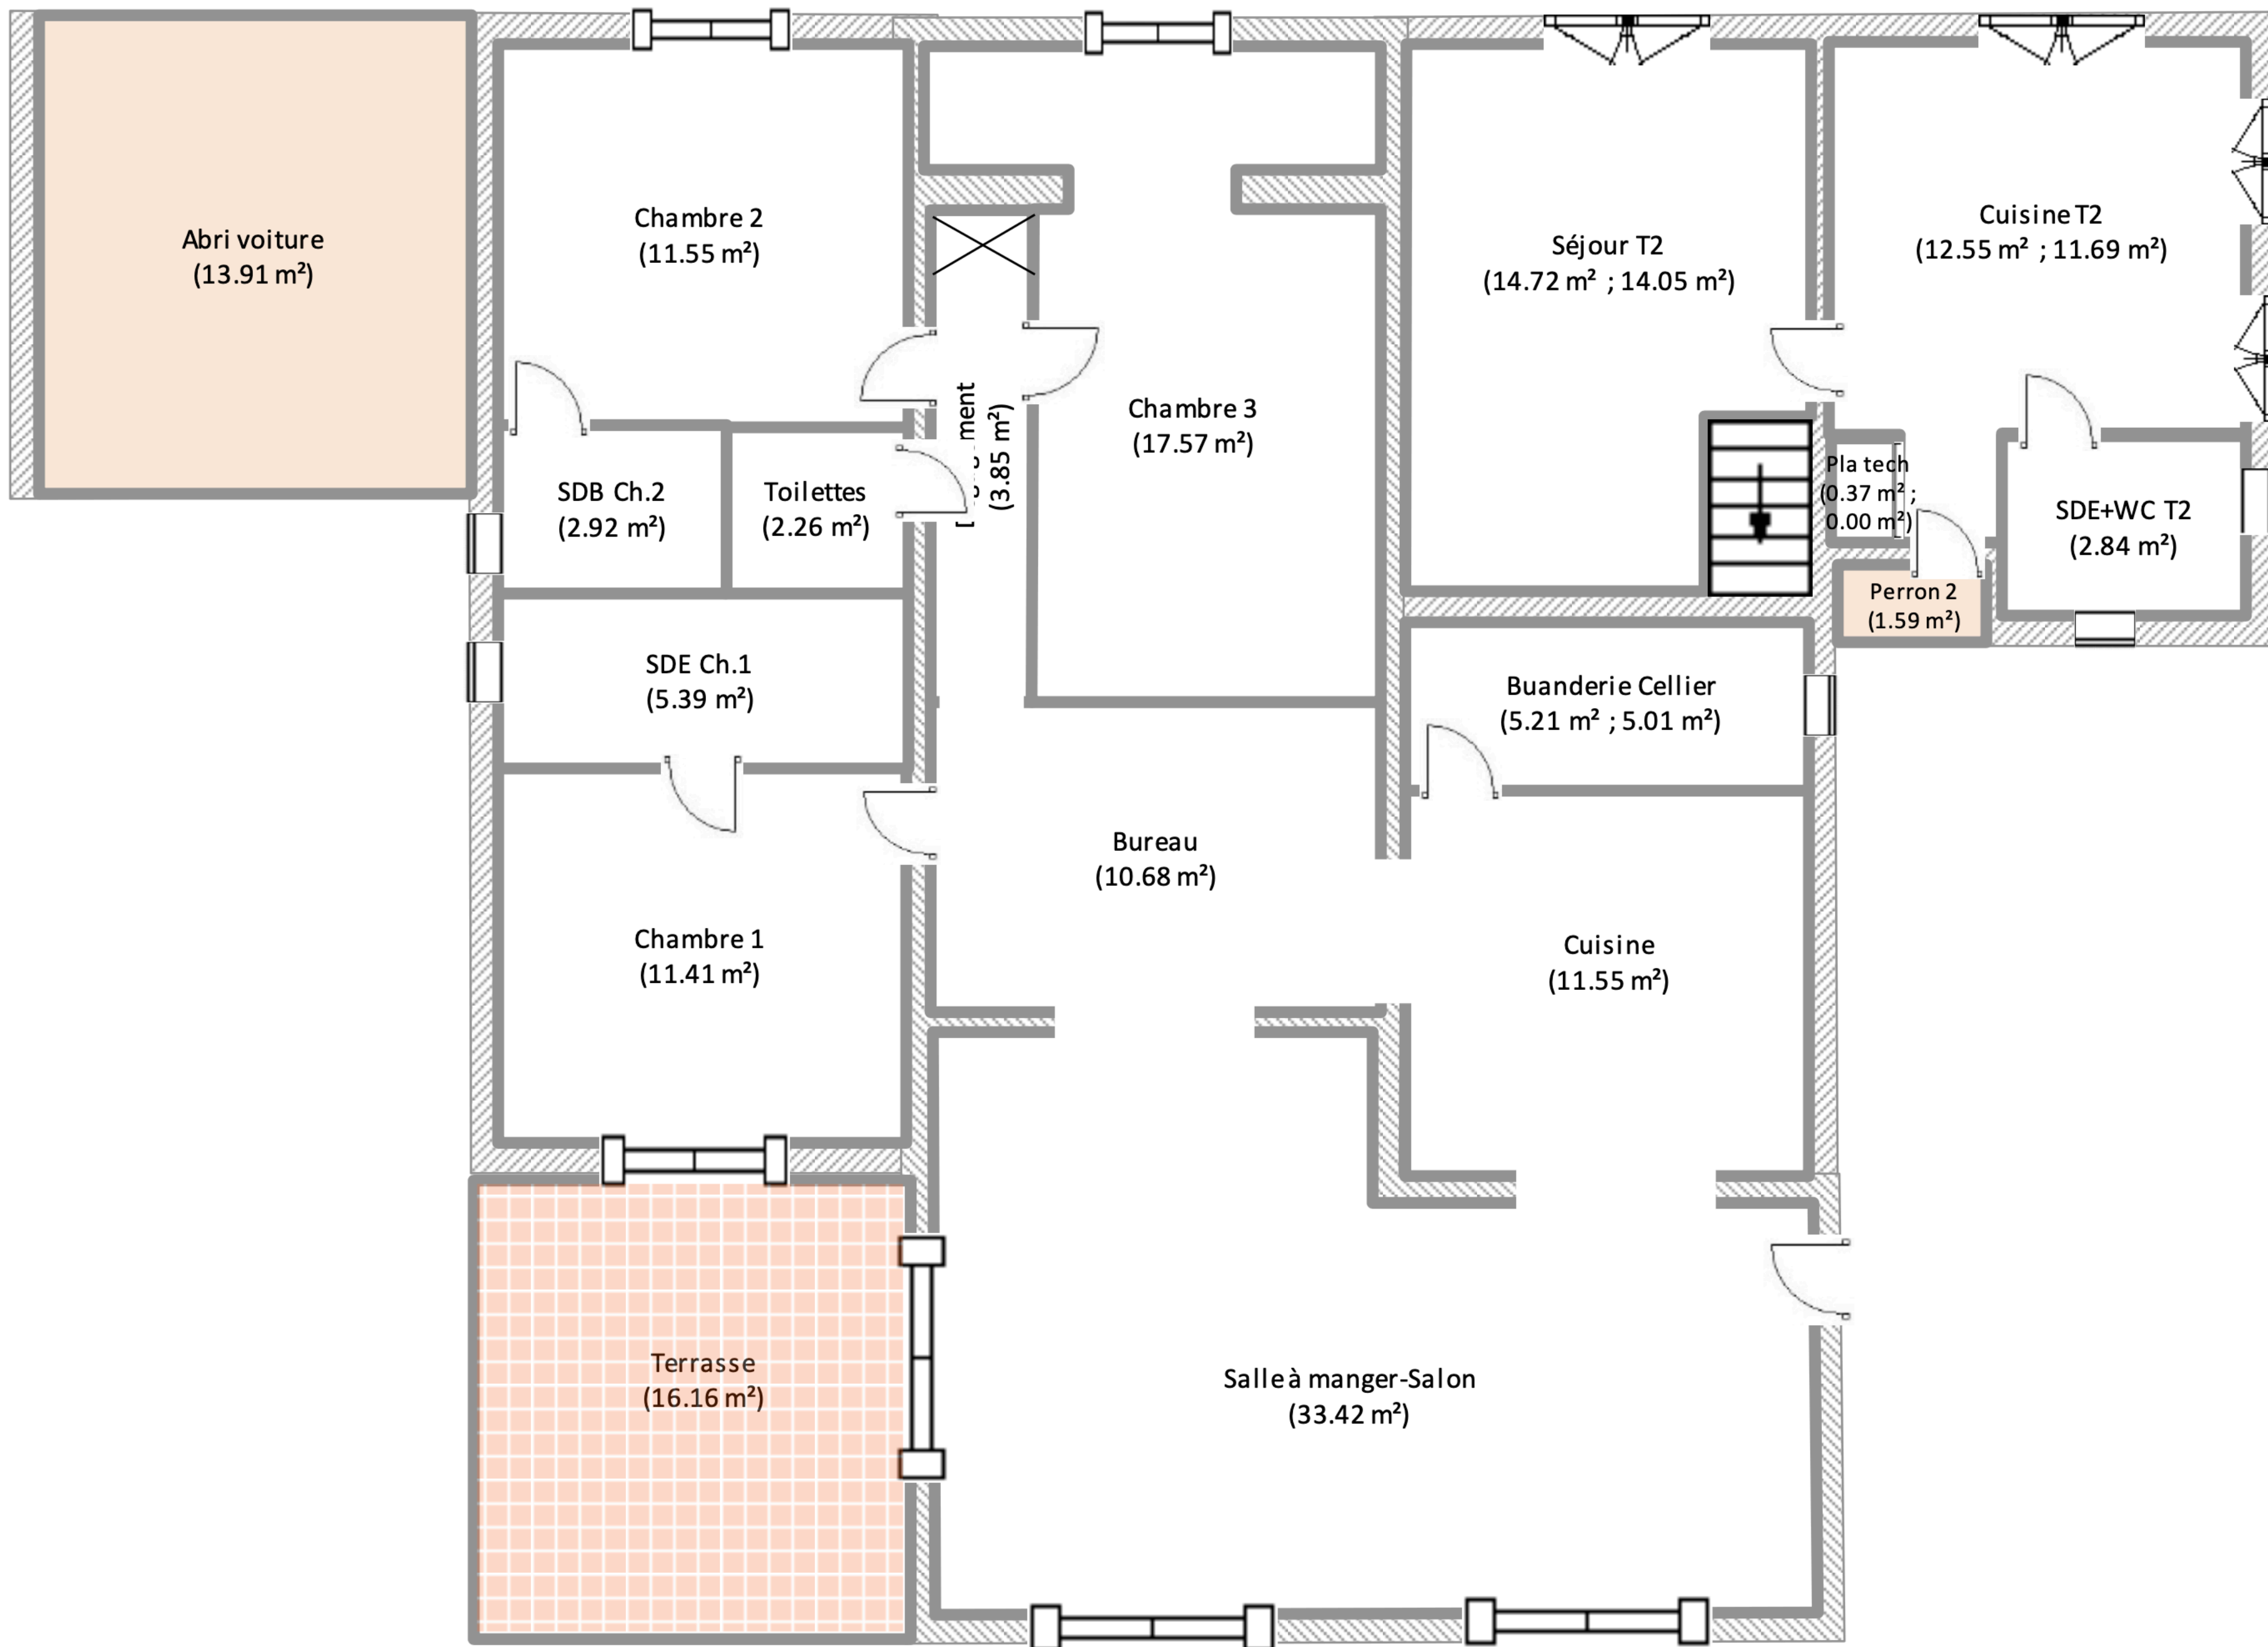 Abri voiture
(13.91 m²)
Chambre 2
(11.55 m²)
Chambre 3
(17.57 m²)
Séjour T2
(14.72 m² ; 14.05 m²)
Cuisine T2
(12.55 m² ; 11.69 m²)
SDB Ch.2
(2.92 m²)
Toilettes
(2.26 m²)
(3.85 m²)
Pla tech
(0.37 m² ;
0.00 m²)
SDE+WC T2
(2.84 m²)
Perron 2
(1.59 m²)
SDE Ch.1
(5.39 m²)
Buanderie Cellier
(5.21 m² ; 5.01 m²)
Bureau
(10.68 m²)
Chambre 1
(11.41 m²)
Cuisine
(11.55 m²)
Terrasse
(16.16 m²)
Salle à manger-Salon
(33.42 m²)